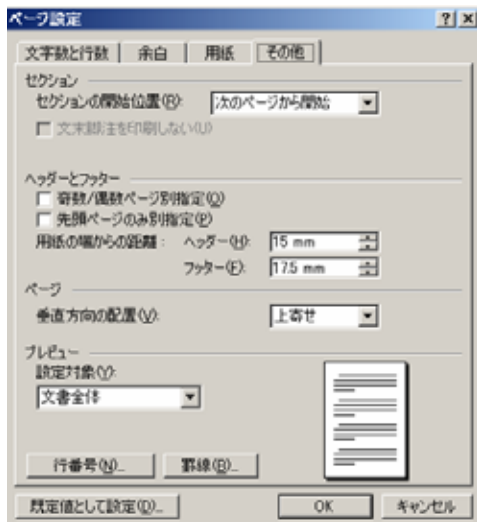 ページ設定
文字数と行数 余白 用紙 その他
セクション
セクションの開始位置(R): 次のページから開始
文末脚注を印刷しない(U)
ヘッダーとフッター
奇数/偶数ページ別指定(O)
先頭ページのみ別指定(P)
用紙の端からの距離: ヘッダー(H): 15 mm
フッター(F): 17.5 mm
ページ
垂直方向の配置(V): 上寄せ
プレビュー
設定対象(Y):
文書全体
行番号(N)... 罫線(B)...
既定値として設定(D)... OK キャンセル